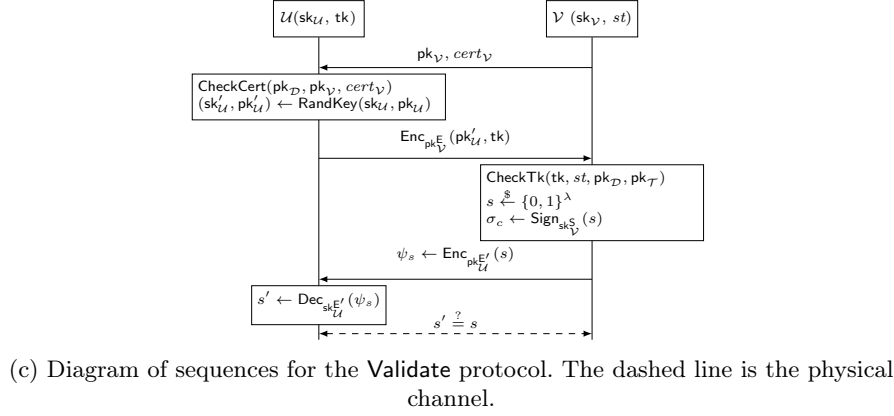 𝒰(sk_𝒰, tk)
𝒱 (sk_𝒱, st)
pk_𝒱, cert_𝒱
CheckCert(pk_𝒟, pk_𝒱, cert_𝒱)
(sk′_𝒰, pk′_𝒰) ← RandKey(sk_𝒰, pk_𝒰)
Enc_{pk^E_𝒱}(pk′_𝒰, tk)
CheckTk(tk, st, pk_𝒟, pk_𝒯)
s ←$ {0, 1}^λ
σ_c ← Sign_{sk^S_𝒱}(s)
ψ_s ← Enc_{pk^{E′}_𝒰}(s)
s′ ← Dec_{sk^{E′}_𝒰}(ψ_s)
s′ ≟ s
(c) Diagram of sequences for the Validate protocol. The dashed line is the physical
channel.